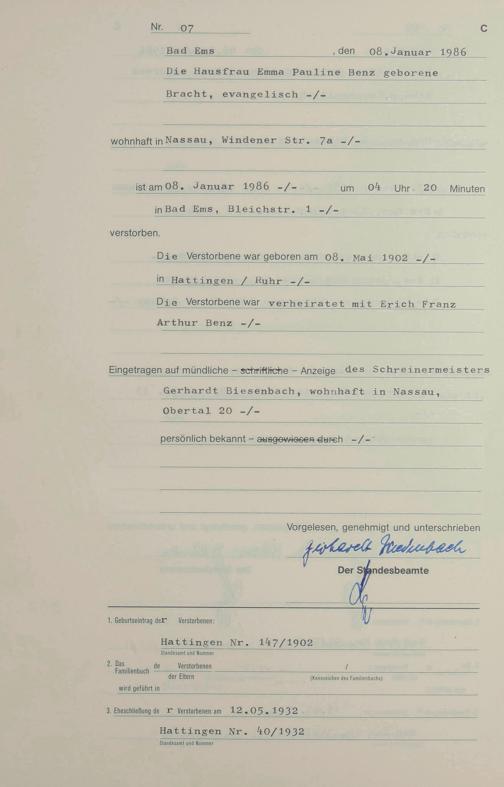 Nr. 07 C
Bad Ems , den 08.Januar 1986
Die Hausfrau Emma Pauline Benz geborene
Bracht, evangelisch -/-
wohnhaft in Nassau, Windener Str. 7a -/-
ist am 08. Januar 1986 -/- um 04 Uhr 20 Minuten
in Bad Ems, Bleichstr. 1 -/-
verstorben.
Die Verstorbene war geboren am 08. Mai 1902 -/-
in Hattingen / Ruhr -/-
Die Verstorbene war verheiratet mit Erich Franz
Arthur Benz -/-
Eingetragen auf mündliche – schriftliche – Anzeige des Schreinermeisters
Gerhardt Biesenbach, wohnhaft in Nassau,
Obertal 20 -/-
persönlich bekannt – ausgewiesen durch -/-
Vorgelesen, genehmigt und unterschrieben
Gerhardt Biesenbach
Der Standesbeamte
1. Geburtseintrag der Verstorbenen:
Hattingen Nr. 147/1902
Standesamt und Nummer
2. Das Familienbuch de Verstorbenen /
der Eltern (Kennzeichen des Familienbuchs)
wird geführt in
3. Eheschließung de r Verstorbenen am 12.05.1932
Hattingen Nr. 40/1932
Standesamt und Nummer